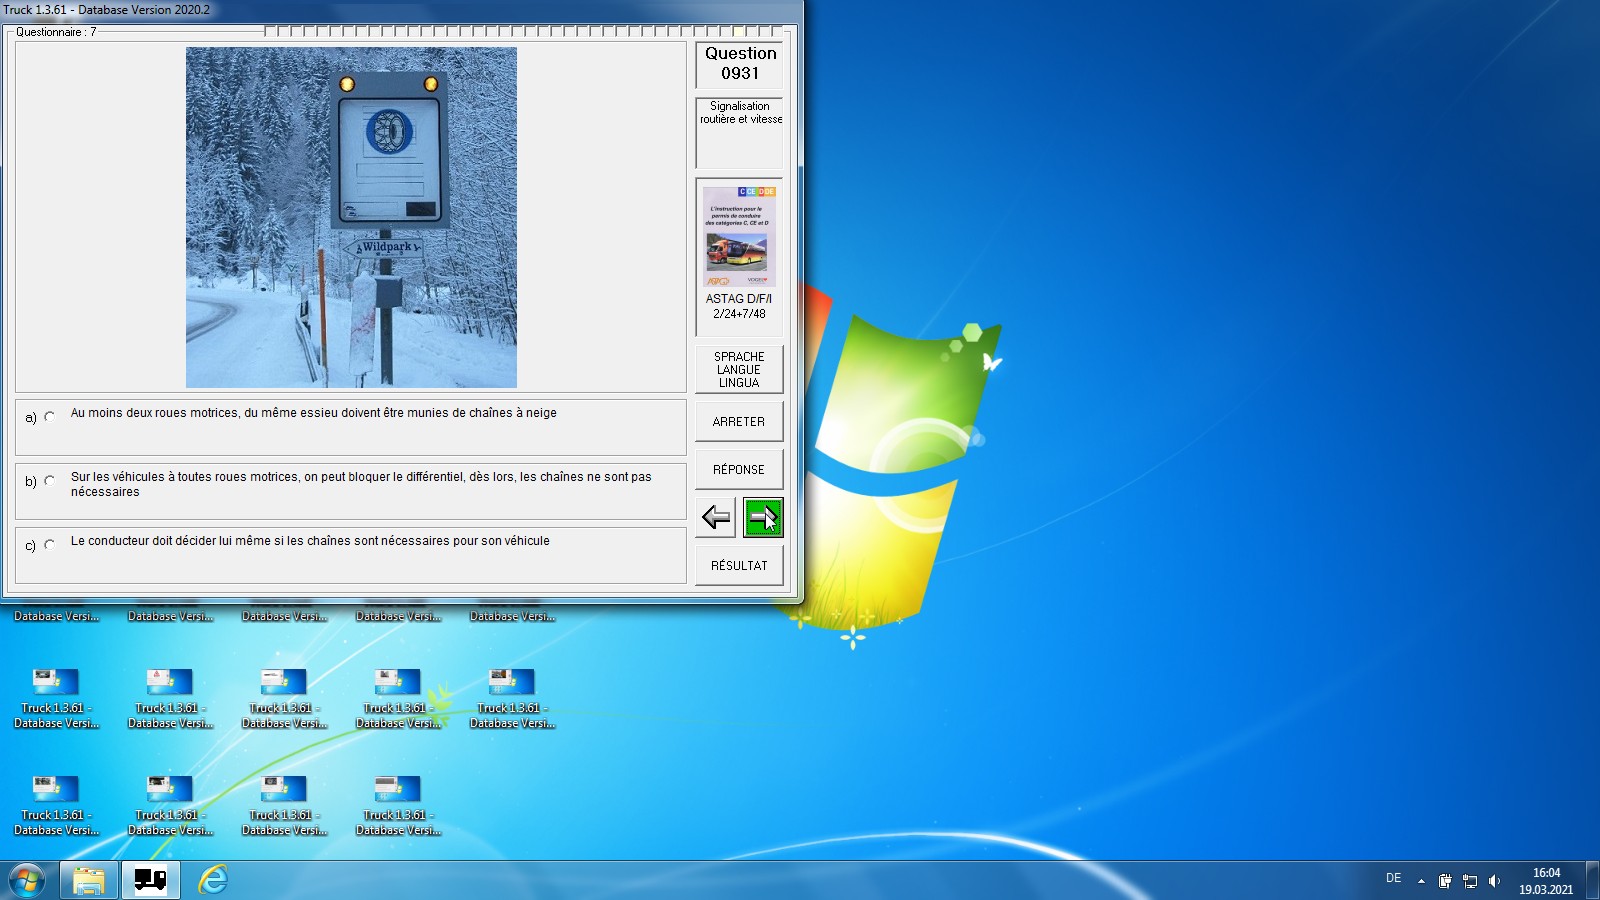 Truck 1.3.61 - Database Version 2020.2
Questionnaire : 7
Question
0931
Signalisation
routière et vitesse
C CE D DE
L'instruction pour le
permis de conduire
des catégories C, CE et D
ASTAG D/F/I
2/24+7/48
Wildpark
SPRACHE
LANGUE
LINGUA
ARRETER
RÉPONSE
RÉSULTAT
a) Au moins deux roues motrices, du même essieu doivent être munies de chaînes à neige
b) Sur les véhicules à toutes roues motrices, on peut bloquer le différentiel, dès lors, les chaînes ne sont pas
nécessaires
c) Le conducteur doit décider lui même si les chaînes sont nécessaires pour son véhicule
Database Versi... Database Versi... Database Versi... Database Versi... Database Versi...
Truck 1.3.61 - Truck 1.3.61 - Truck 1.3.61 - Truck 1.3.61 - Truck 1.3.61 -
Database Versi... Database Versi... Database Versi... Database Versi... Database Versi...
Truck 1.3.61 - Truck 1.3.61 - Truck 1.3.61 - Truck 1.3.61 -
Database Versi... Database Versi... Database Versi... Database Versi...
DE
16:04
19.03.2021